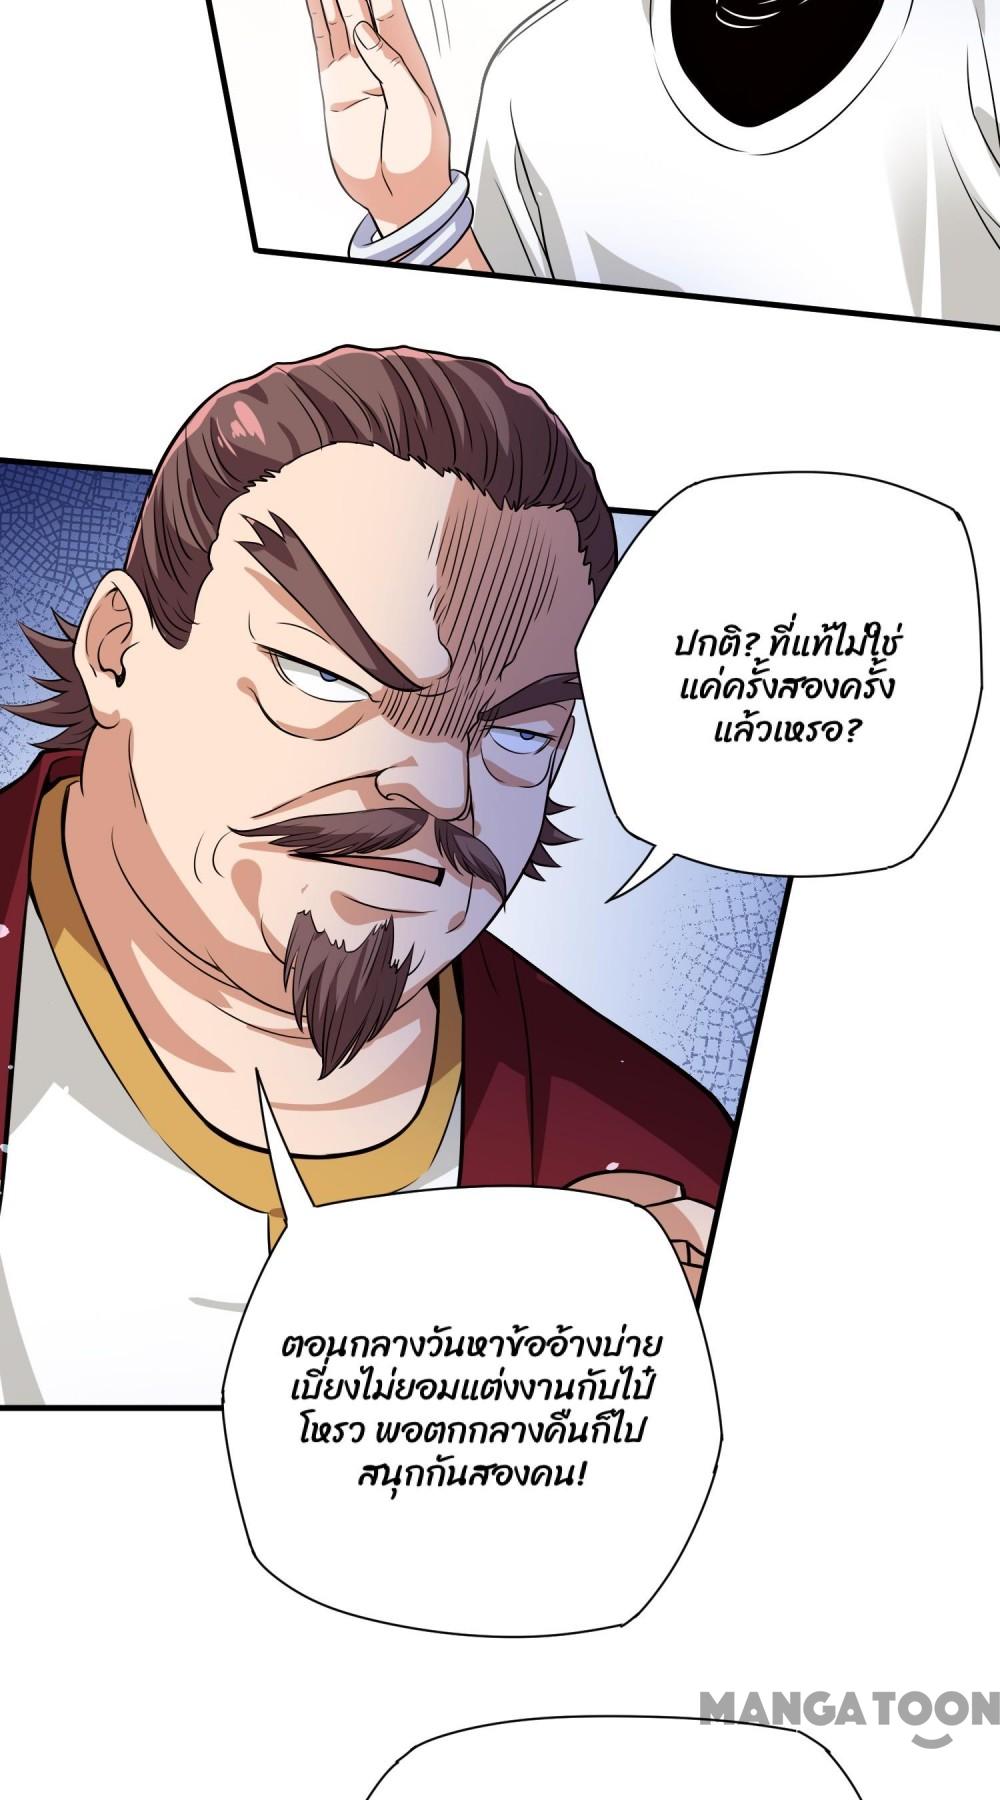 ปกติ? ที่แท้ไม่ใช่
แค่ครั้งสองครั้ง
แล้วเหรอ?
ตอนกลางวันหาข้ออ้างบ่าย
เบี่ยงไม่ยอมแต่งงานกับไป๋
โหรว พอตกกลางคืนก็ไป
สนุกกันสองคน!
MANGATOON